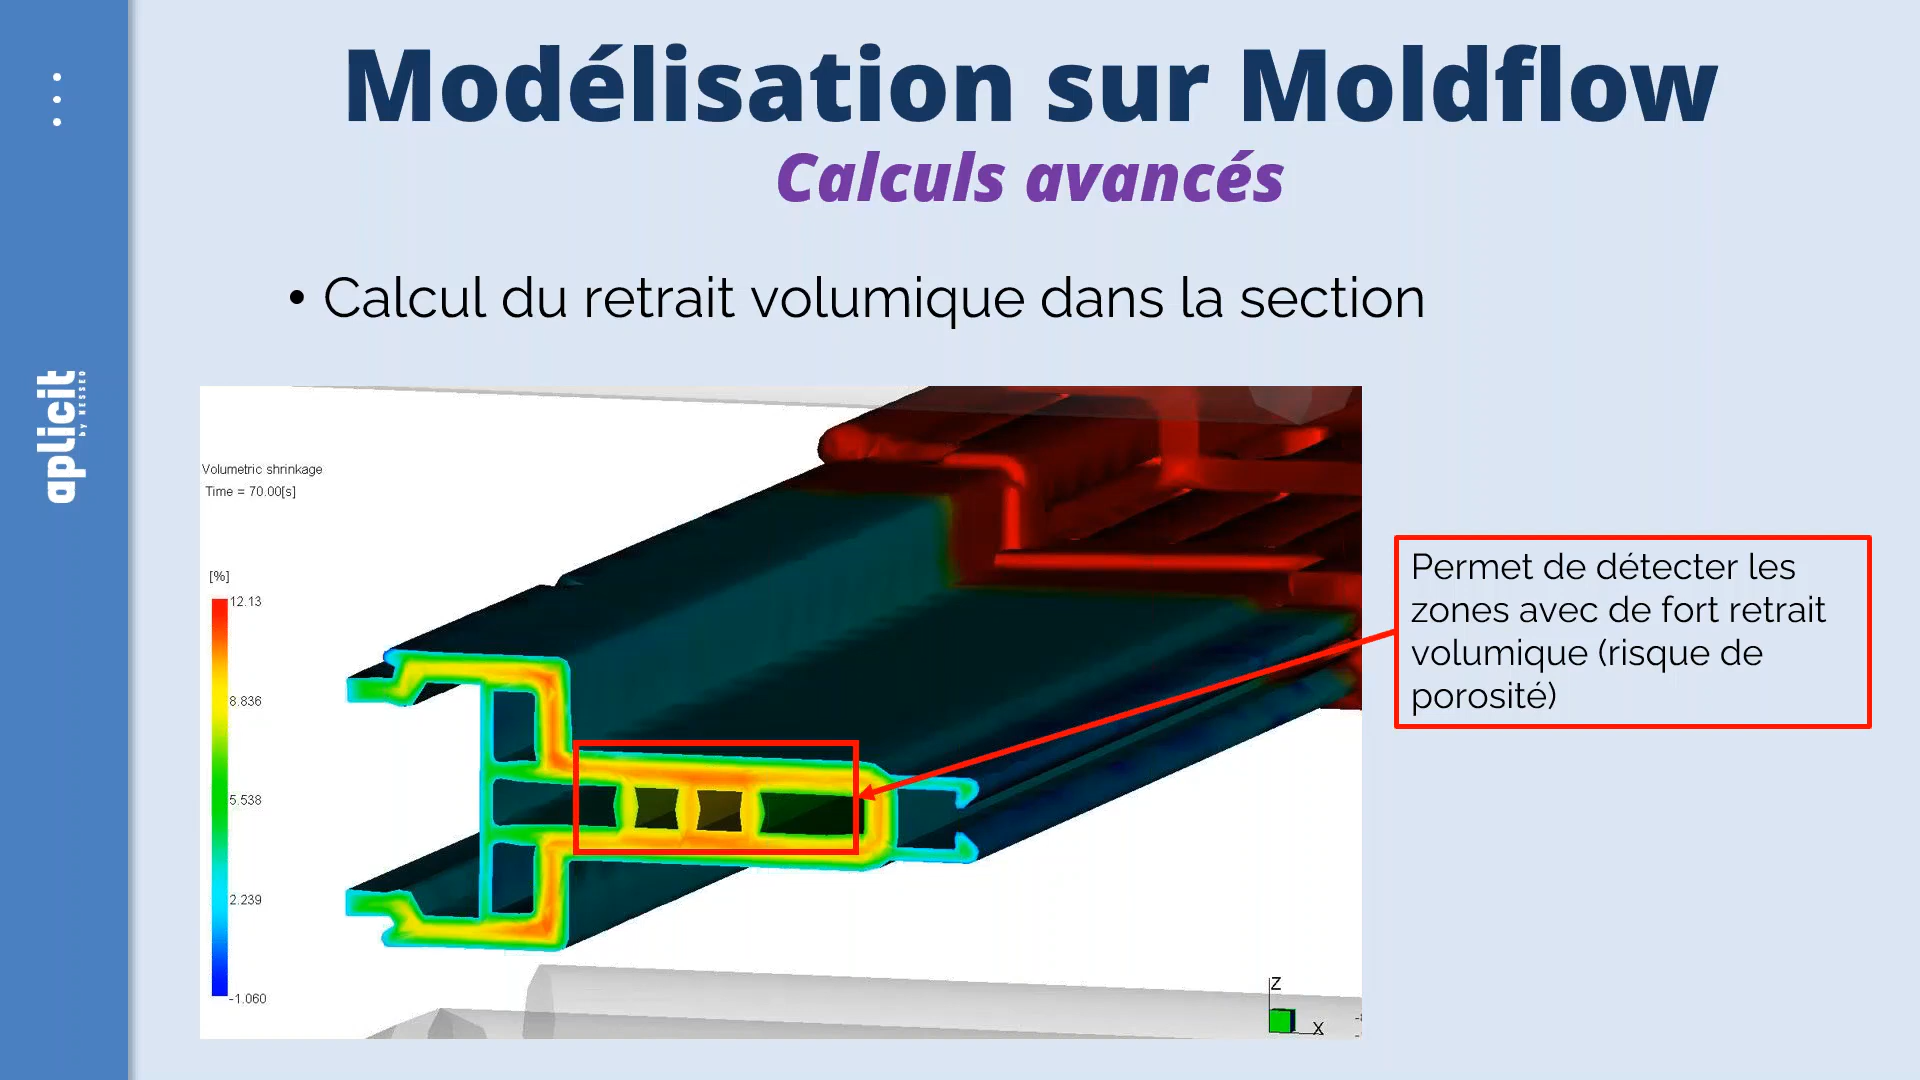 Modélisation sur Moldflow
Calculs avancés
• Calcul du retrait volumique dans la section
aplicit
by NESSEO
Volumetric shrinkage
Time = 70.00[s]
[%]
12.13
8.836
5.538
2.239
-1.060
Permet de détecter les
zones avec de fort retrait
volumique (risque de
porosité)
Z
X